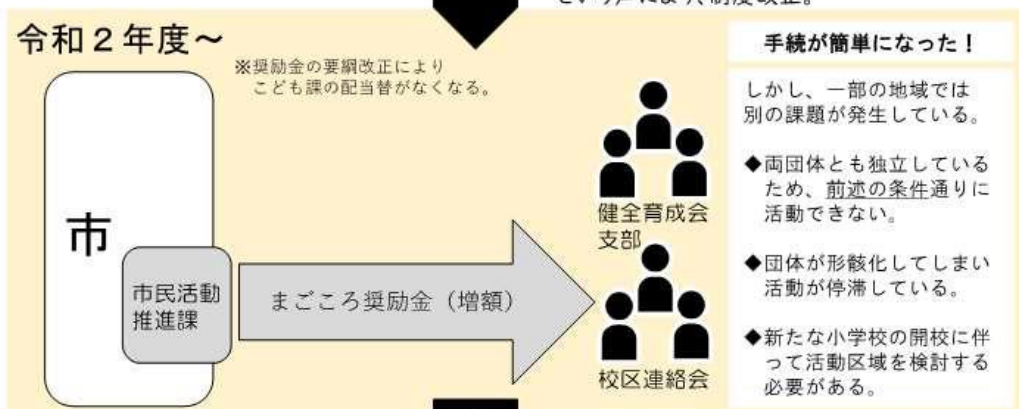 令和２年度～
※奨励金の要綱改正により
こども課の配当替がなくなる。
市
市民活動
推進課
まごころ奨励金（増額）
健全育成会
支部
校区連絡会
手続が簡単になった！
しかし、一部の地域では
別の課題が発生している。
◆両団体とも独立している
ため、前述の条件通りに
活動できない。
◆団体が形骸化してしまい
活動が停滞している。
◆新たな小学校の開校に伴
って活動区域を検討する
必要がある。